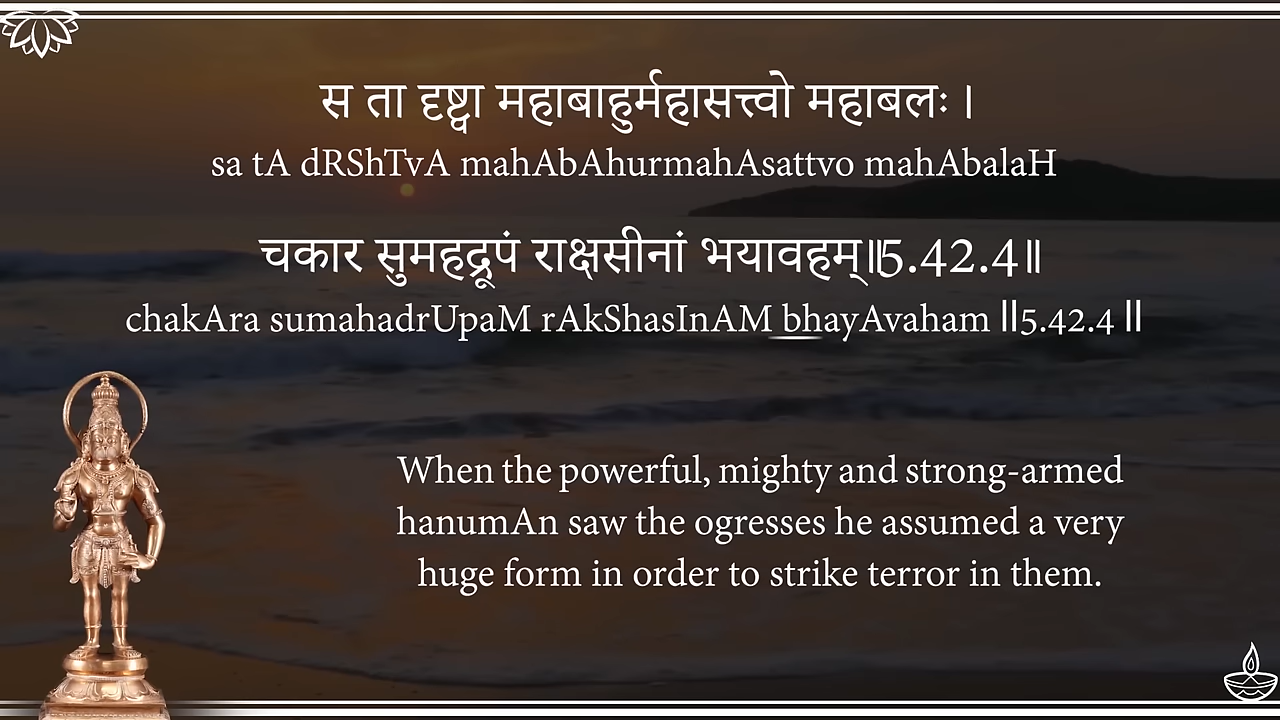 स ता दृष्ट्वा महाबाहुर्महासत्त्वो महाबलः ।
sa tA dRShTvA mahAbAhurmahAsattvo mahAbalaH
चकार सुमहद्रूपं राक्षसीनां भयावहम्॥5.42.4॥
chakAra sumahadrUpaM rAkShasInAM bhayAvaham ॥5.42.4 ॥
When the powerful, mighty and strong-armed
hanumAn saw the ogresses he assumed a very
huge form in order to strike terror in them.